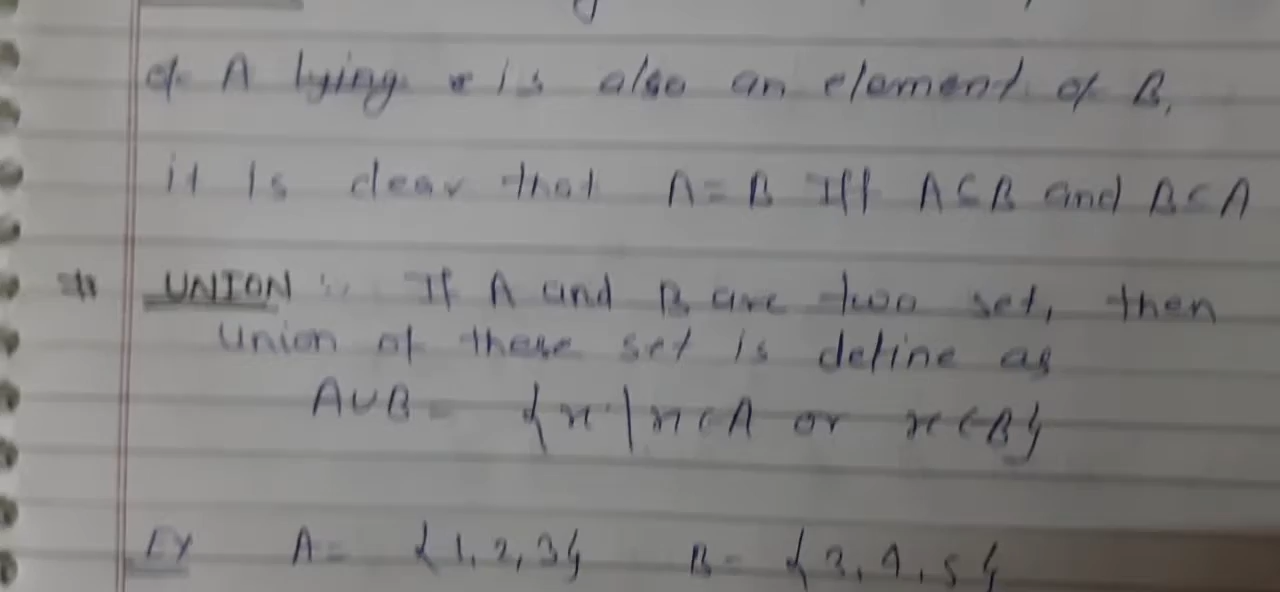 of A lying is also an element of B,
it is clear that A = B Iff A ⊆ B and B ⊂ A
UNION :- If A and B are two set, then
union of these set is define as
A ∪ B = {x | x ∈ A or x ∈ B}
Ex A = {1, 2, 3} B = {3, 4, 5}